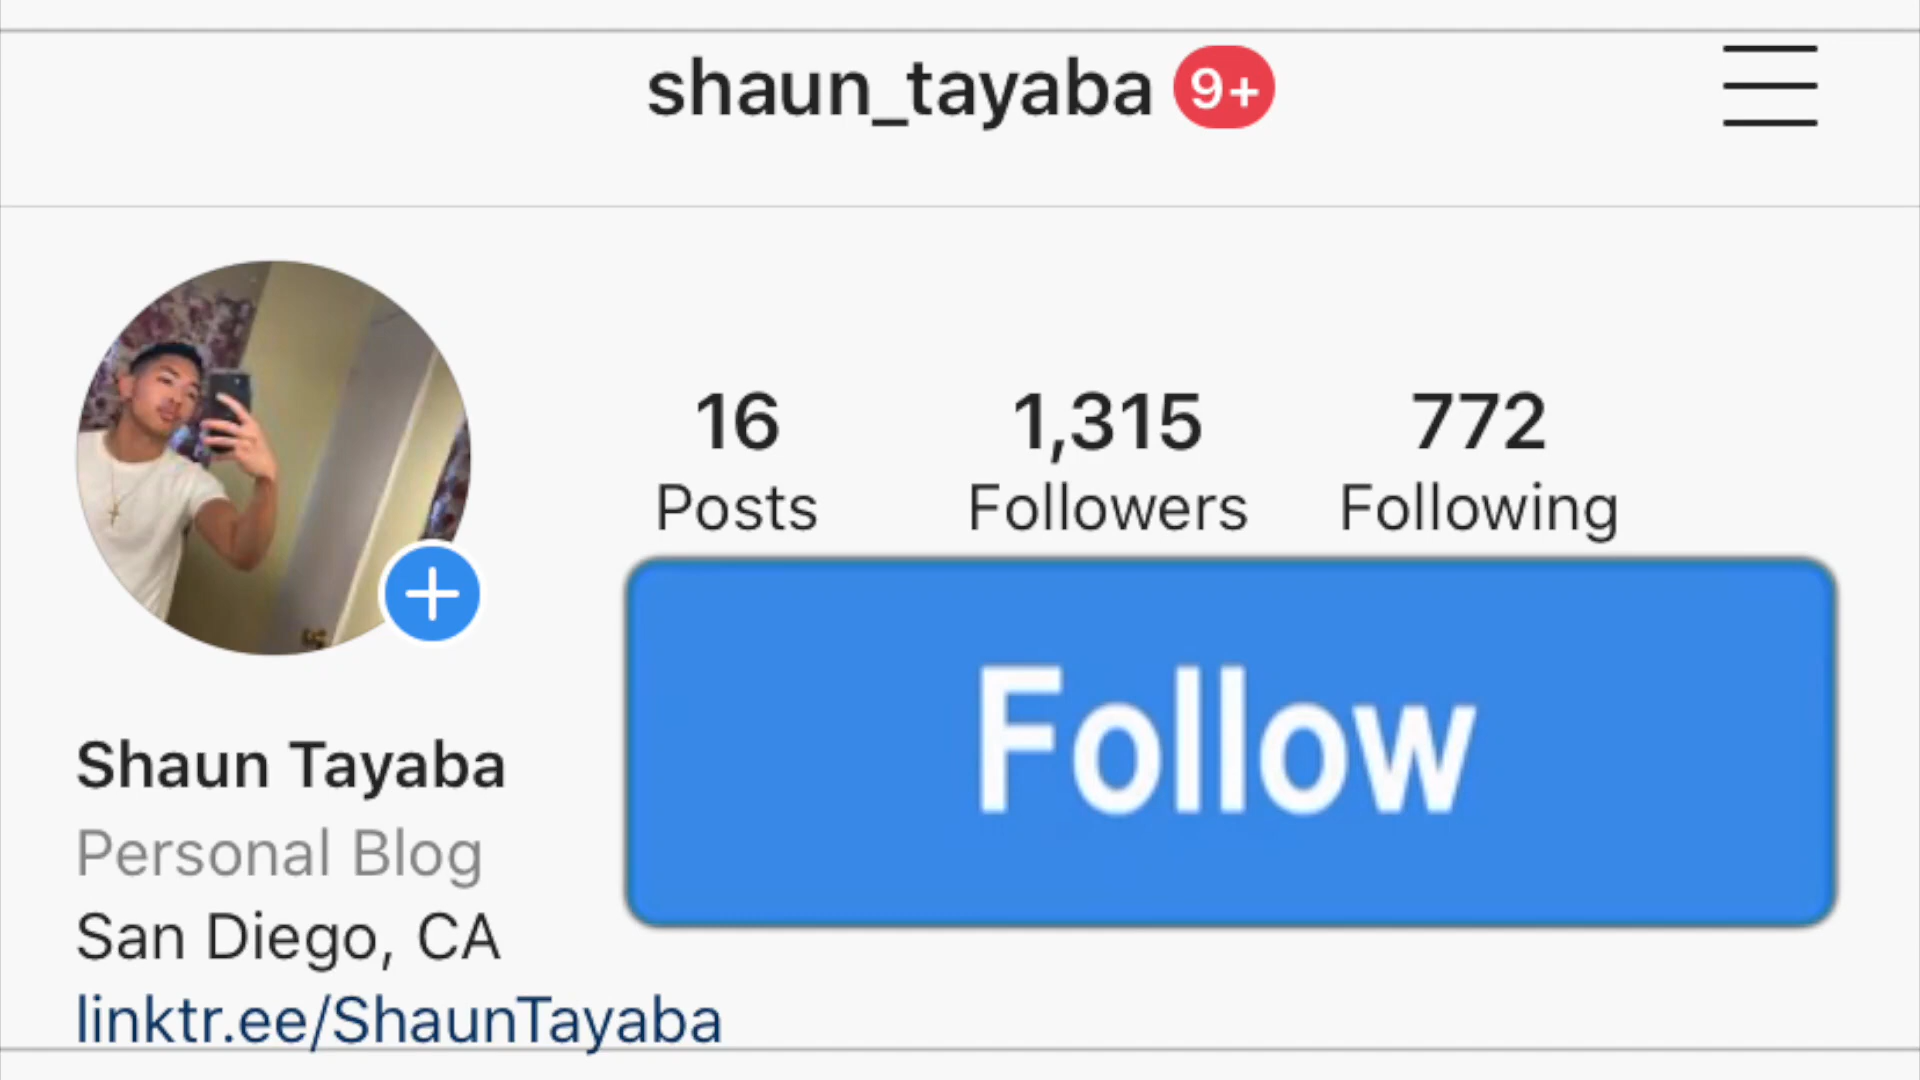 shaun_tayaba 9+
16 1,315 772
Posts Followers Following
Follow
Shaun Tayaba
Personal Blog
San Diego, CA
linktr.ee/ShaunTayaba